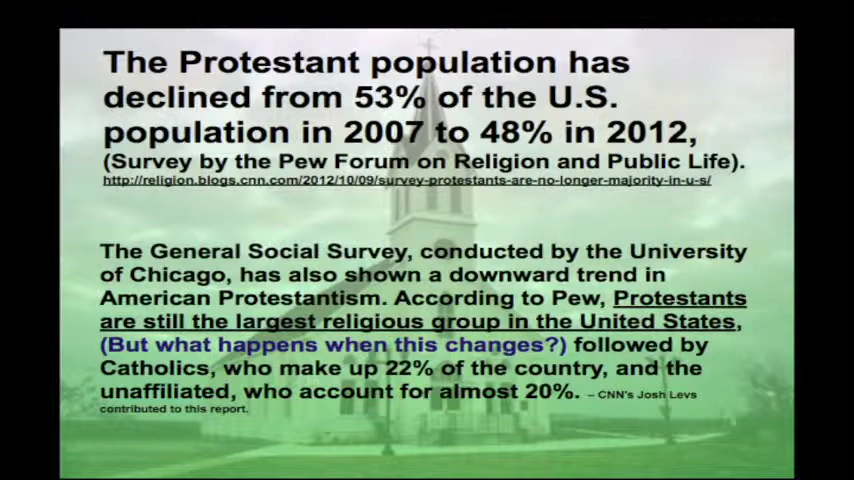 The Protestant population has
declined from 53% of the U.S.
population in 2007 to 48% in 2012,
(Survey by the Pew Forum on Religion and Public Life).
http://religion.blogs.cnn.com/2012/10/09/survey-protestants-are-no-longer-majority-in-u-s/
The General Social Survey, conducted by the University
of Chicago, has also shown a downward trend in
American Protestantism. According to Pew, Protestants
are still the largest religious group in the United States,
(But what happens when this changes?) followed by
Catholics, who make up 22% of the country, and the
unaffiliated, who account for almost 20%. – CNN's Josh Levs
contributed to this report.